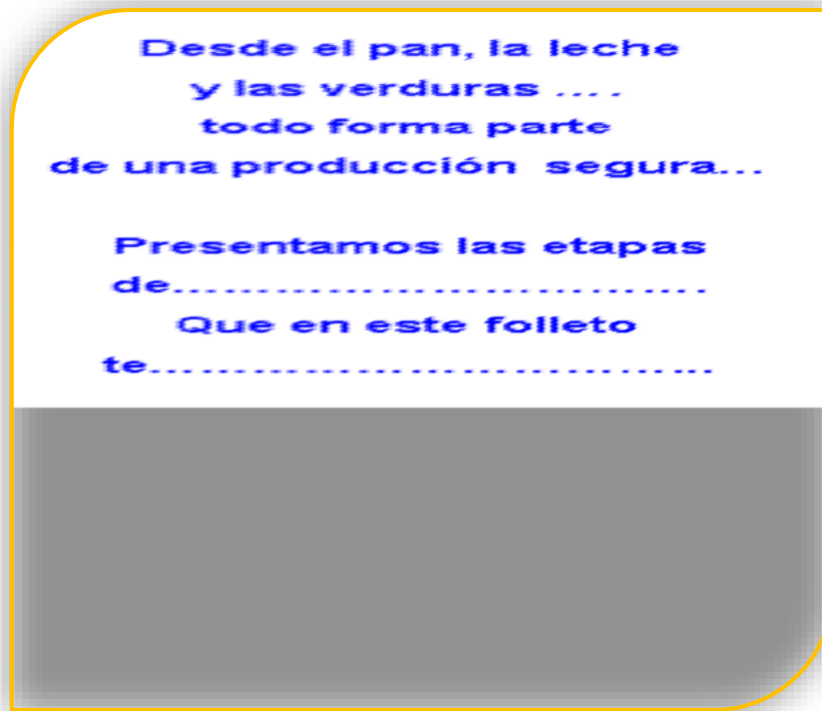 Desde el pan, la leche
y las verduras ....
todo forma parte
de una producción segura...
Presentamos las etapas
de................................
Que en este folleto
te.................................